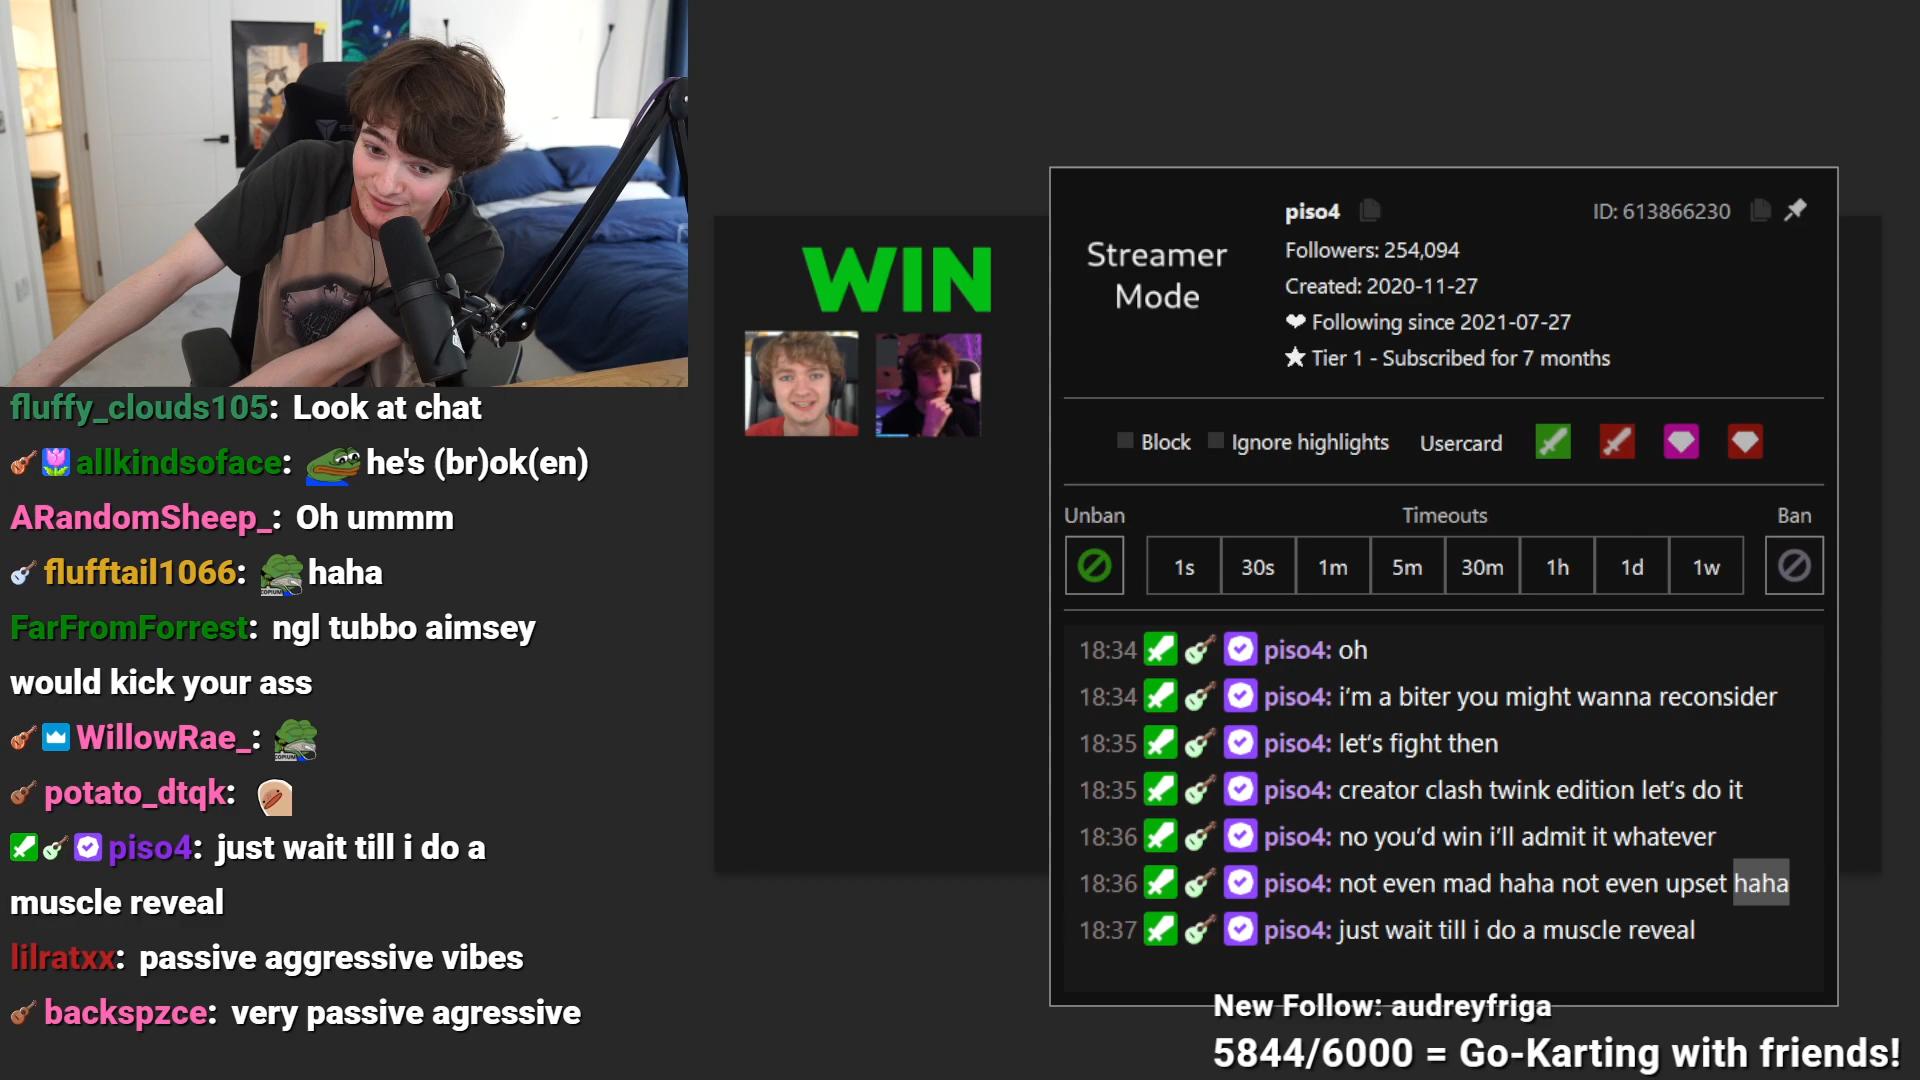 fluffy_clouds105: Look at chat
allkindsoface: he's (br)ok(en)
ARandomSheep_: Oh ummm
flufftail1066: haha
FarFromForrest: ngl tubbo aimsey
would kick your ass
WillowRae_:
potato_dtqk:
piso4: just wait till i do a
muscle reveal
lilratxx: passive aggressive vibes
backspzce: very passive agressive
WIN
Streamer
Mode
piso4
ID: 613866230
Followers: 254,094
Created: 2020-11-27
Following since 2021-07-27
Tier 1 - Subscribed for 7 months
Block Ignore highlights Usercard
Unban Timeouts Ban
1s 30s 1m 5m 30m 1h 1d 1w
18:34 piso4: oh
18:34 piso4: i'm a biter you might wanna reconsider
18:35 piso4: let's fight then
18:35 piso4: creator clash twink edition let's do it
18:36 piso4: no you'd win i'll admit it whatever
18:36 piso4: not even mad haha not even upset haha
18:37 piso4: just wait till i do a muscle reveal
New Follow: audreyfriga
5844/6000 = Go-Karting with friends!